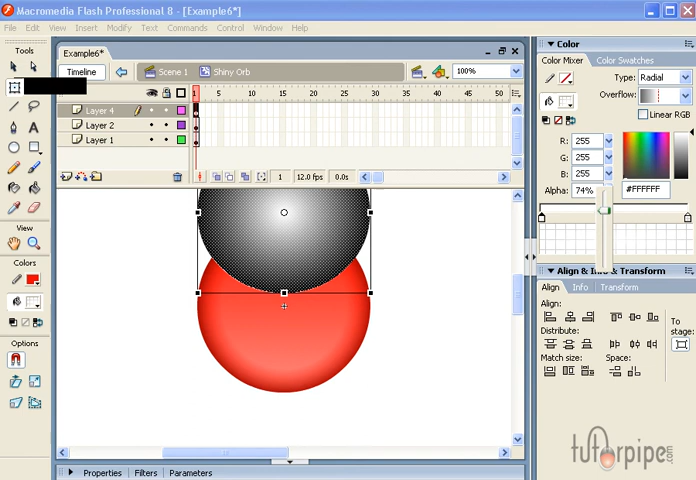 Macromedia Flash Professional 8 - [Example6*]
File Edit View Insert Modify Text Commands Control Window Help
Tools
View
Colors
Options
Example6*
Timeline
Scene 1
Shiny Orb
100%
1 5 10 15 20 25 30 35 40 45 50 55 60 65
Layer 4
Layer 2
Layer 1
1 12.0 fps 0.0s
Properties Filters Parameters
Color
Color Mixer Color Swatches
Type: Radial
Overflow:
Linear RGB
R: 255
G: 255
B: 255
Alpha: 74%
#FFFFFF
Align & Info & Transform
Align Info Transform
Align:
Distribute:
Match size: Space:
To stage:
tutorpipe.com